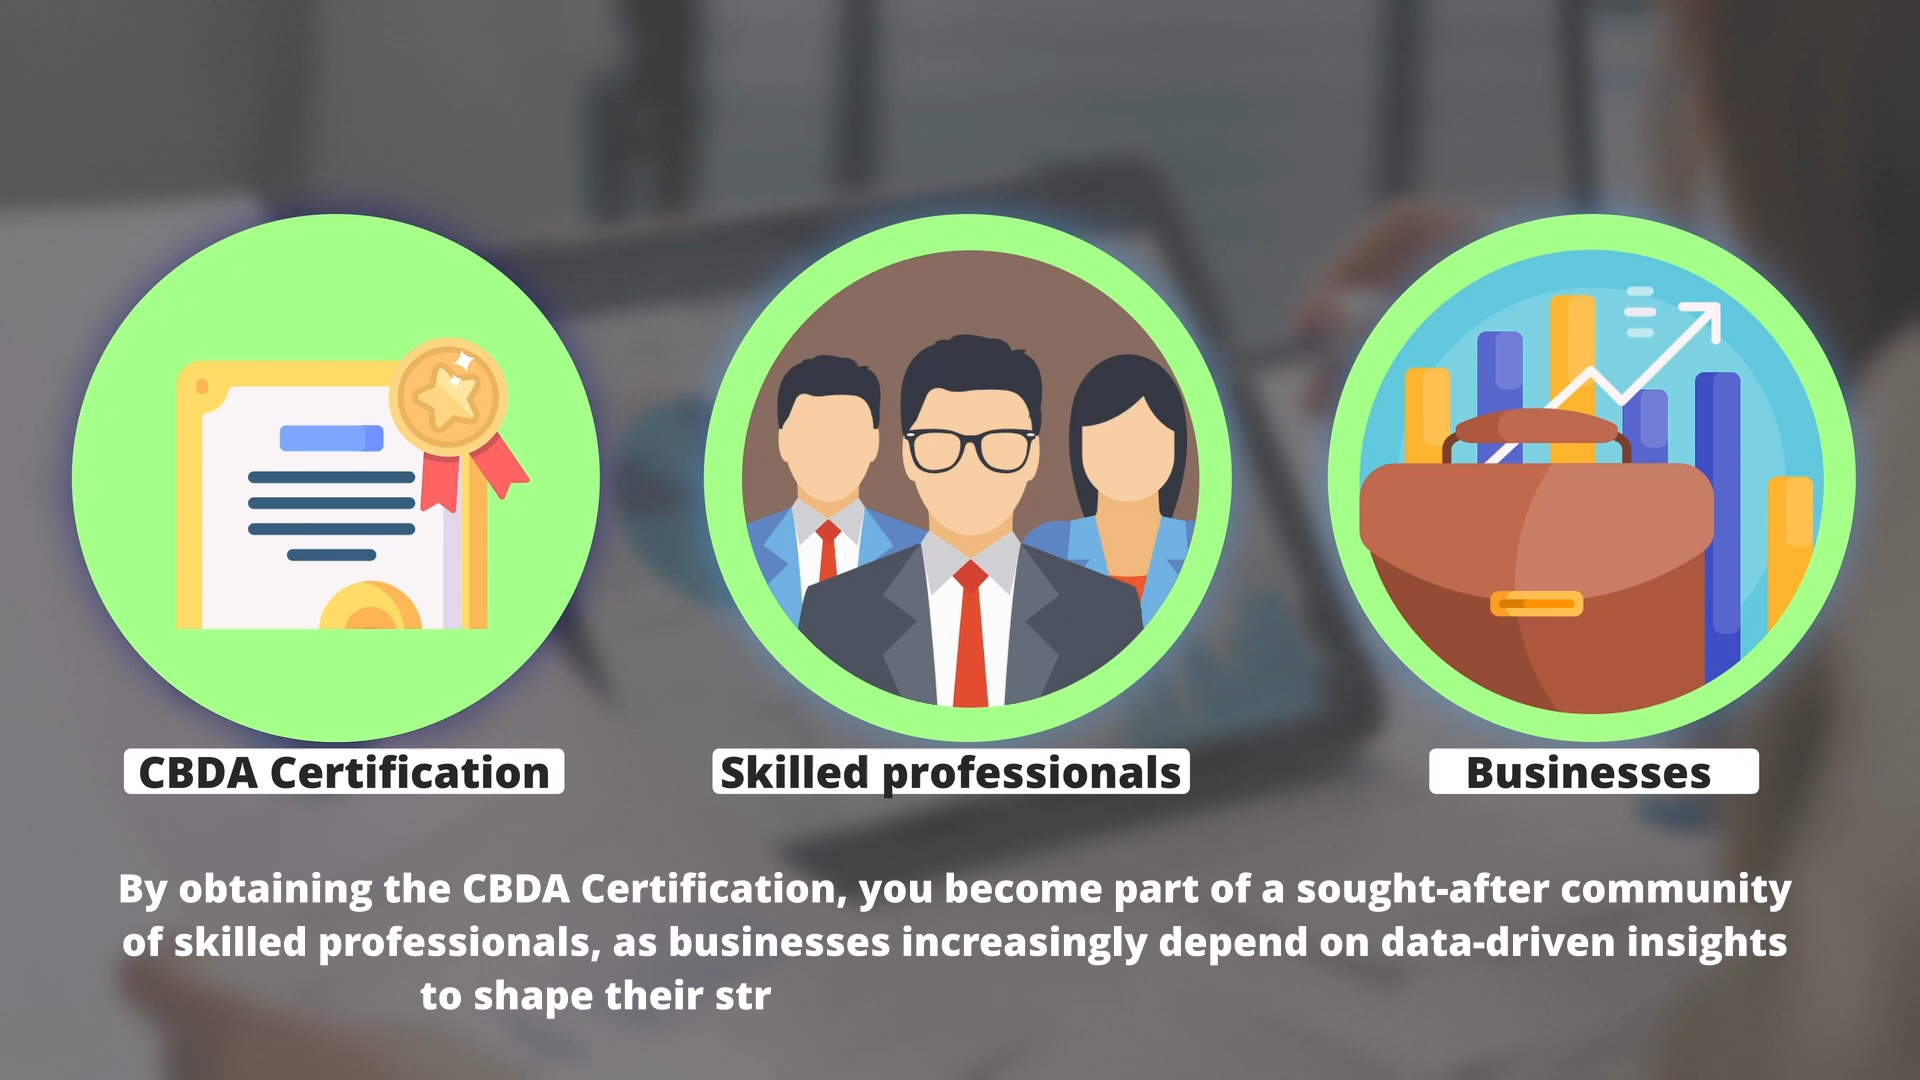 CBDA Certification
Skilled professionals
Businesses
By obtaining the CBDA Certification, you become part of a sought-after community
of skilled professionals, as businesses increasingly depend on data-driven insights
to shape their str